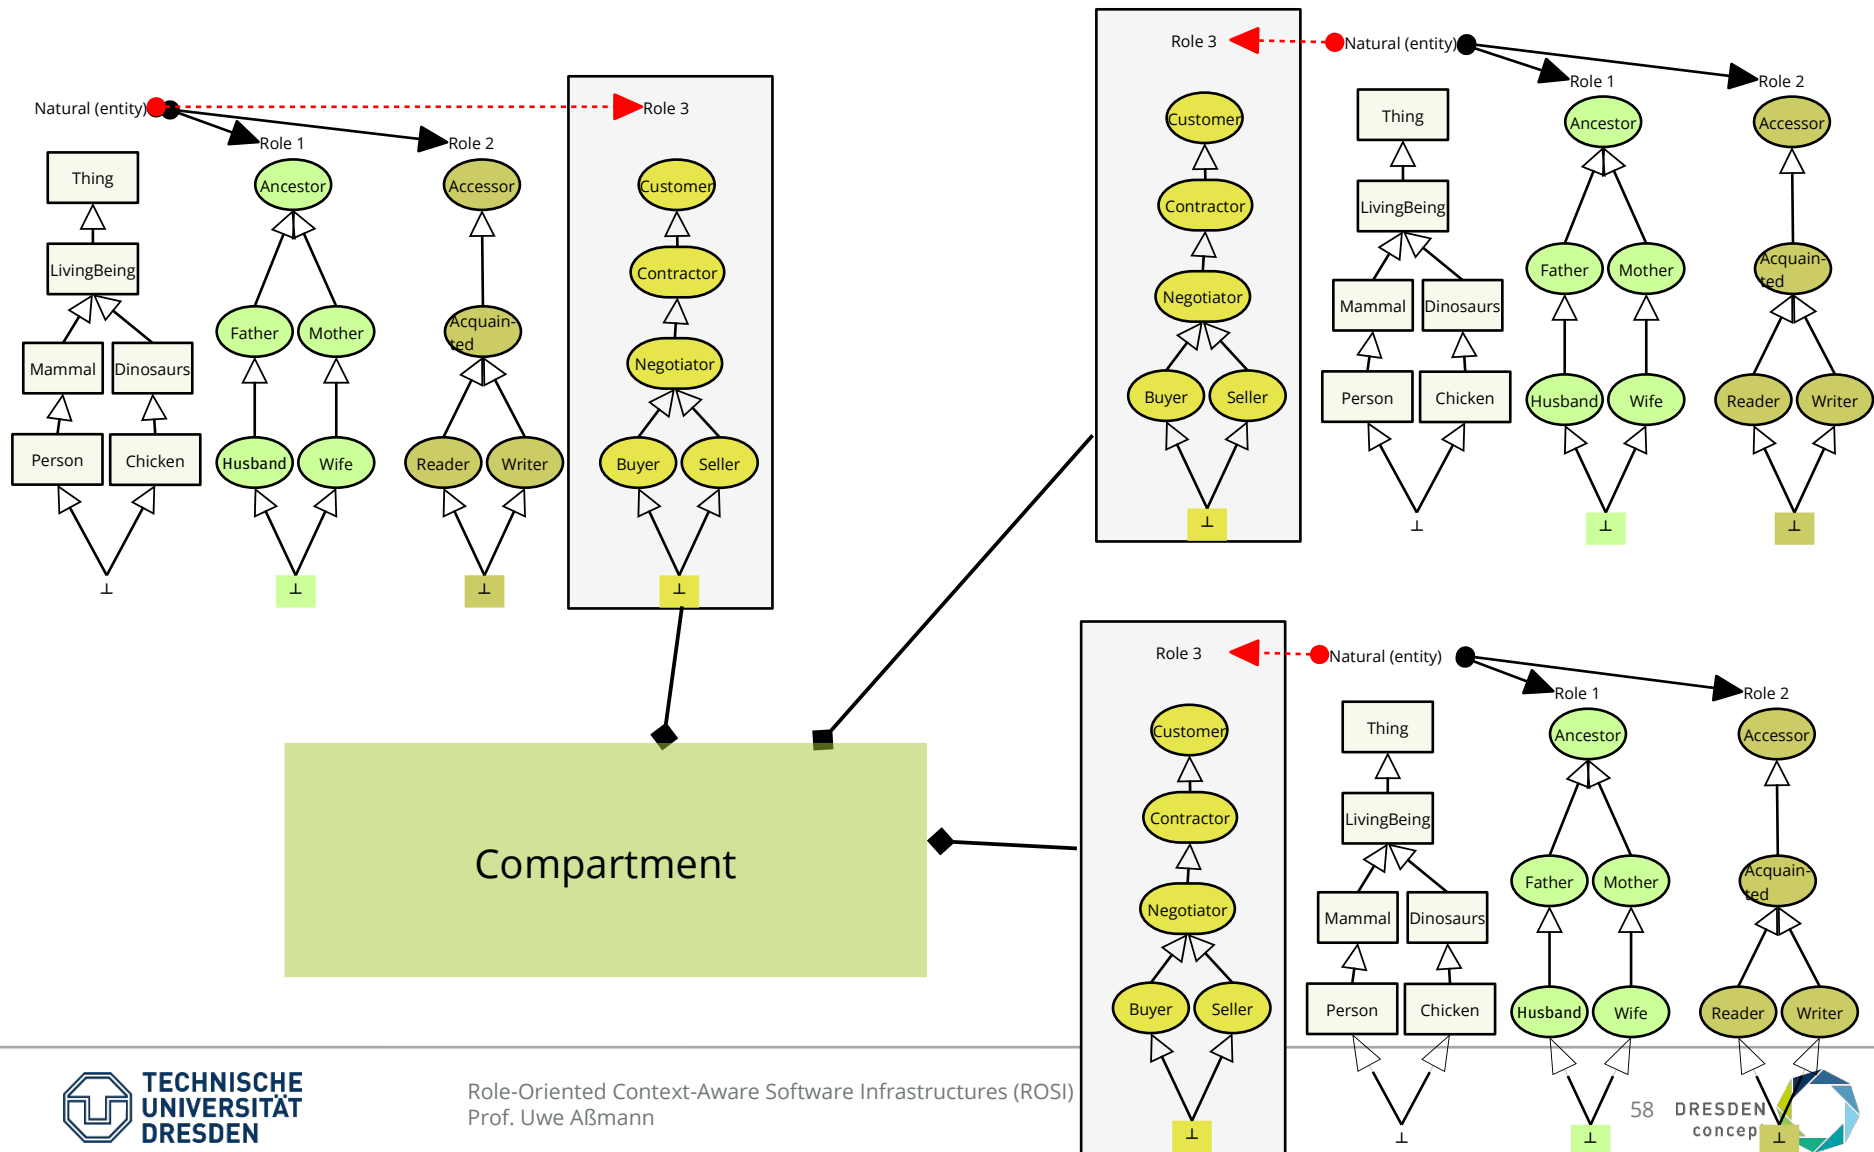 Natural (entity)
Role 1
Role 2
Role 3
Thing
Ancestor
Accessor
Customer
LivingBeing
Contractor
Father
Mother
Acquain-
ted
Mammal
Dinosaurs
Negotiator
Person
Chicken
Husband
Wife
Reader
Writer
Buyer
Seller
⊥
⊥
⊥
⊥
Role 3
Natural (entity)
Role 1
Role 2
Customer
Thing
Ancestor
Accessor
Contractor
LivingBeing
Father
Mother
Acquain-
ted
Negotiator
Mammal
Dinosaurs
Buyer
Seller
Person
Chicken
Husband
Wife
Reader
Writer
⊥
⊥
⊥
⊥
Role 3
Natural (entity)
Role 1
Role 2
Customer
Thing
Ancestor
Accessor
Contractor
LivingBeing
Father
Mother
Acquain-
ted
Negotiator
Mammal
Dinosaurs
Buyer
Seller
Person
Chicken
Husband
Wife
Reader
Writer
⊥
⊥
⊥
⊥
Compartment
TECHNISCHE
UNIVERSITÄT
DRESDEN
Role-Oriented Context-Aware Software Infrastructures (ROSI)
Prof. Uwe Aßmann
58
DRESDEN
concept